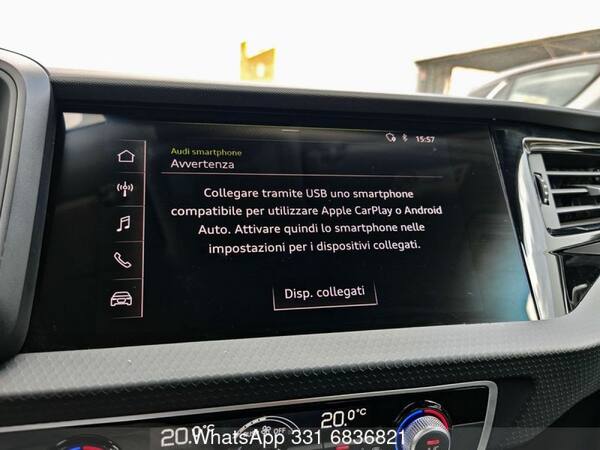 15:57
Audi smartphone
Avvertenza
Collegare tramite USB uno smartphone
compatibile per utilizzare Apple CarPlay o Android
Auto. Attivare quindi lo smartphone nelle
impostazioni per i dispositivi collegati.
Disp. collegati
20.0°C
20.0°C
WhatsApp 331 6836821